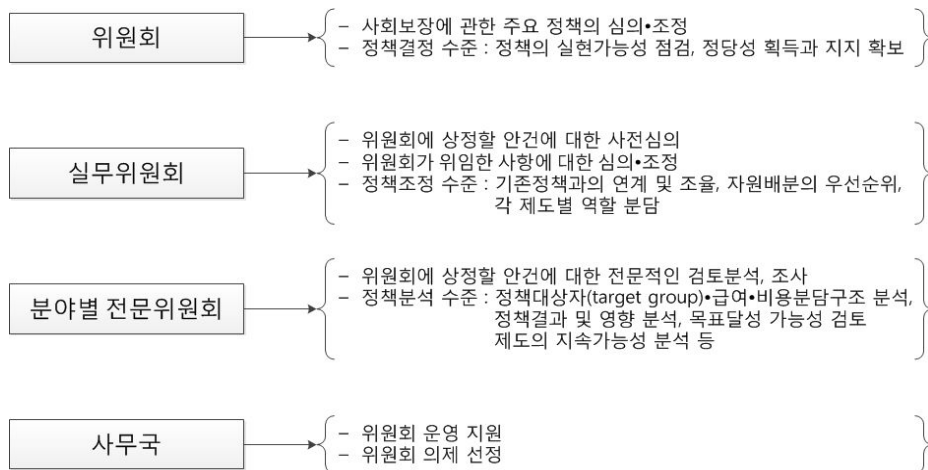 위원회
– 사회보장에 관한 주요 정책의 심의•조정
– 정책결정 수준 : 정책의 실현가능성 점검, 정당성 획득과 지지 확보
실무위원회
– 위원회에 상정할 안건에 대한 사전심의
– 위원회가 위임한 사항에 대한 심의•조정
– 정책조정 수준 : 기존정책과의 연계 및 조율, 자원배분의 우선순위,
각 제도별 역할 분담
분야별 전문위원회
– 위원회에 상정할 안건에 대한 전문적인 검토분석, 조사
– 정책분석 수준 : 정책대상자(target group)•급여•비용분담구조 분석,
정책결과 및 영향 분석, 목표달성 가능성 검토
제도의 지속가능성 분석 등
사무국
– 위원회 운영 지원
– 위원회 의제 선정